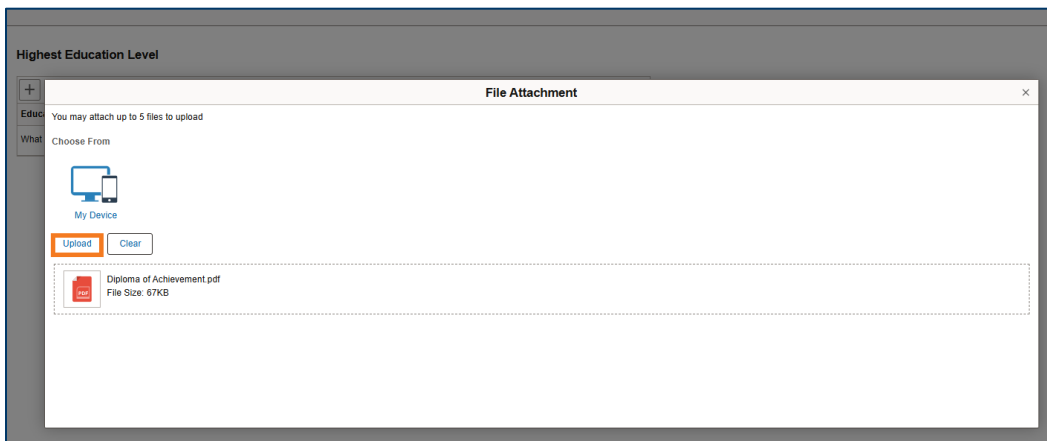 Highest Education Level
+
File Attachment
×
Educ
You may attach up to 5 files to upload
What
Choose From
My Device
Upload Clear
PDF
Diploma of Achievement.pdf
File Size: 67KB